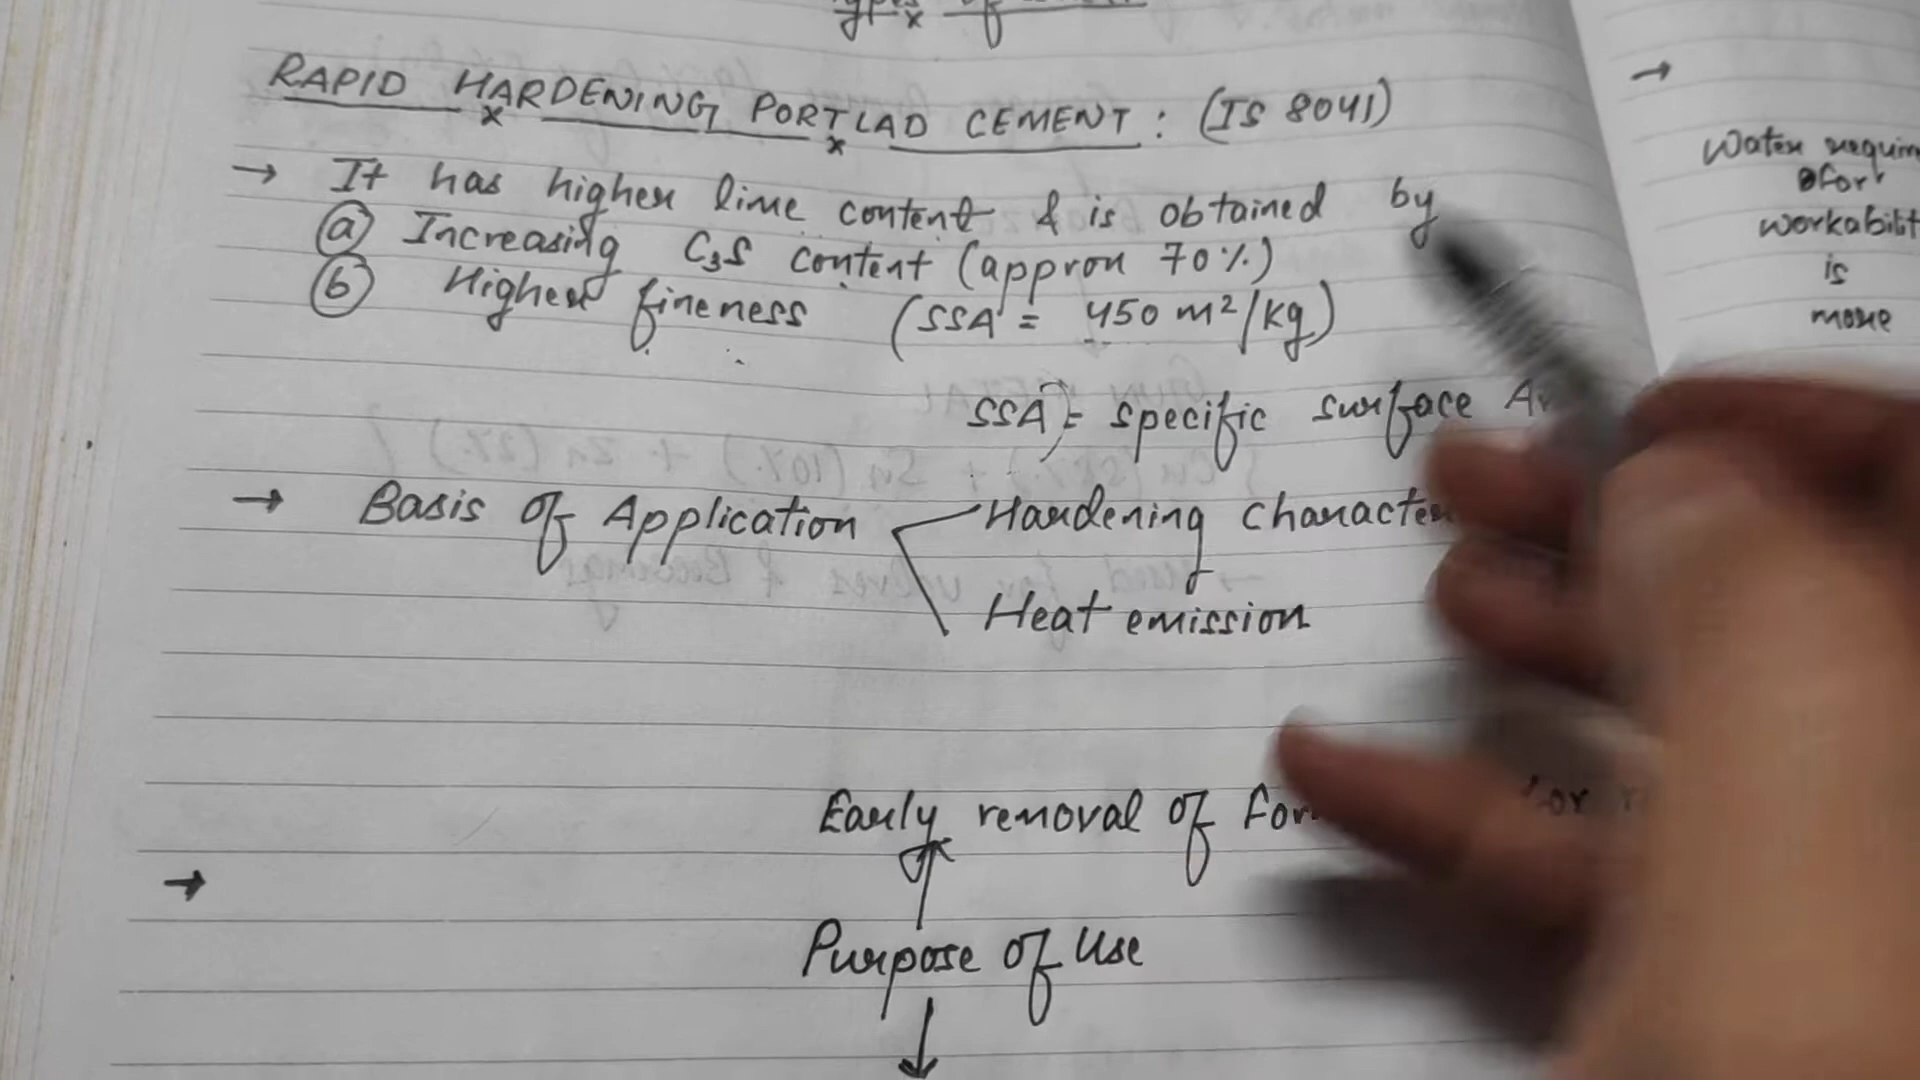 RAPID HARDENING PORTLAD CEMENT : (IS 8041)
→ It has higher lime content & is obtained by
ⓐ Increasing C₃S content (approx 70%)
ⓑ Higher fineness (SSA = 450 m²/kg)
SSA = specific surface
→ Basis Of Application
Hardening
Heat emission
Early removal of
→
Purpose of Use
→
Water
for
workabilit
is
more